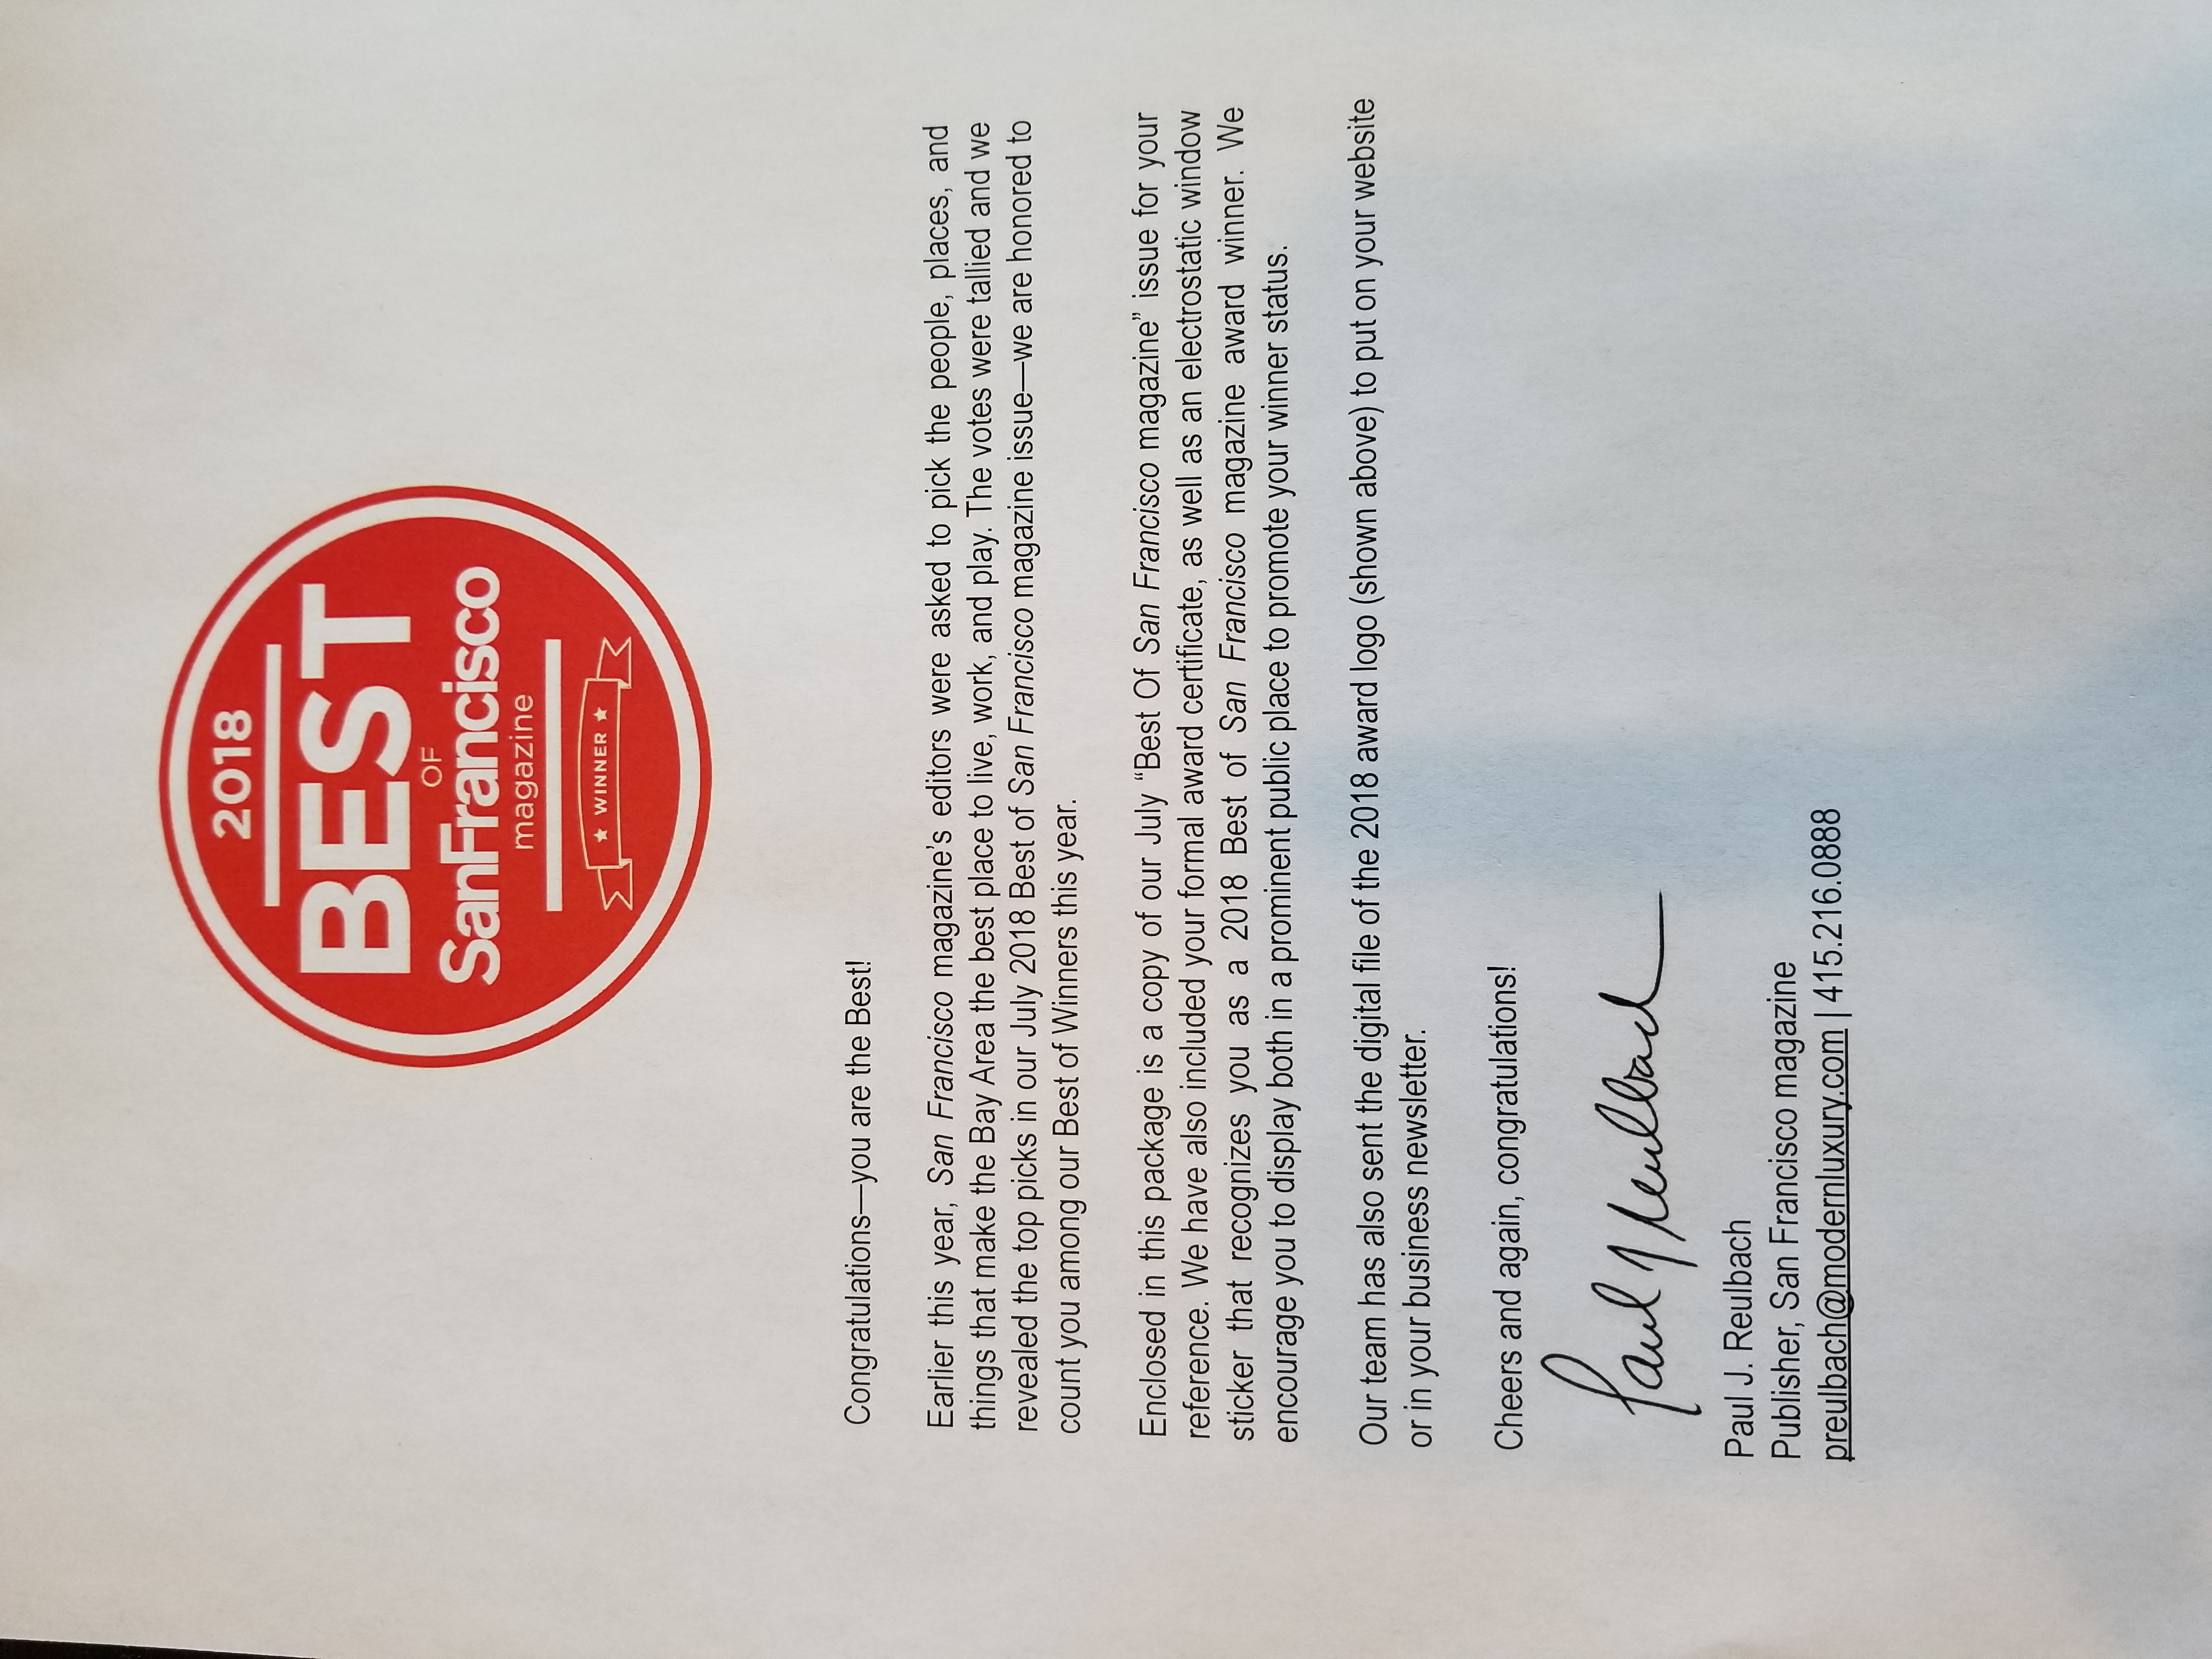 2018
BEST
OF
SanFrancisco
magazine
★ WINNER ★
Congratulations—you are the Best!
Earlier this year, San Francisco magazine's editors were asked to pick the people, places, and
things that make the Bay Area the best place to live, work, and play. The votes were tallied and we
revealed the top picks in our July 2018 Best of San Francisco magazine issue—we are honored to
count you among our Best of Winners this year.
Enclosed in this package is a copy of our July “Best Of San Francisco magazine” issue for your
reference. We have also included your formal award certificate, as well as an electrostatic window
sticker that recognizes you as a 2018 Best of San Francisco magazine award winner. We
encourage you to display both in a prominent public place to promote your winner status.
Our team has also sent the digital file of the 2018 award logo (shown above) to put on your website
or in your business newsletter.
Cheers and again, congratulations!
Paul J Reulbach
Paul J. Reulbach
Publisher, San Francisco magazine
preulbach@modernluxury.com | 415.216.0888